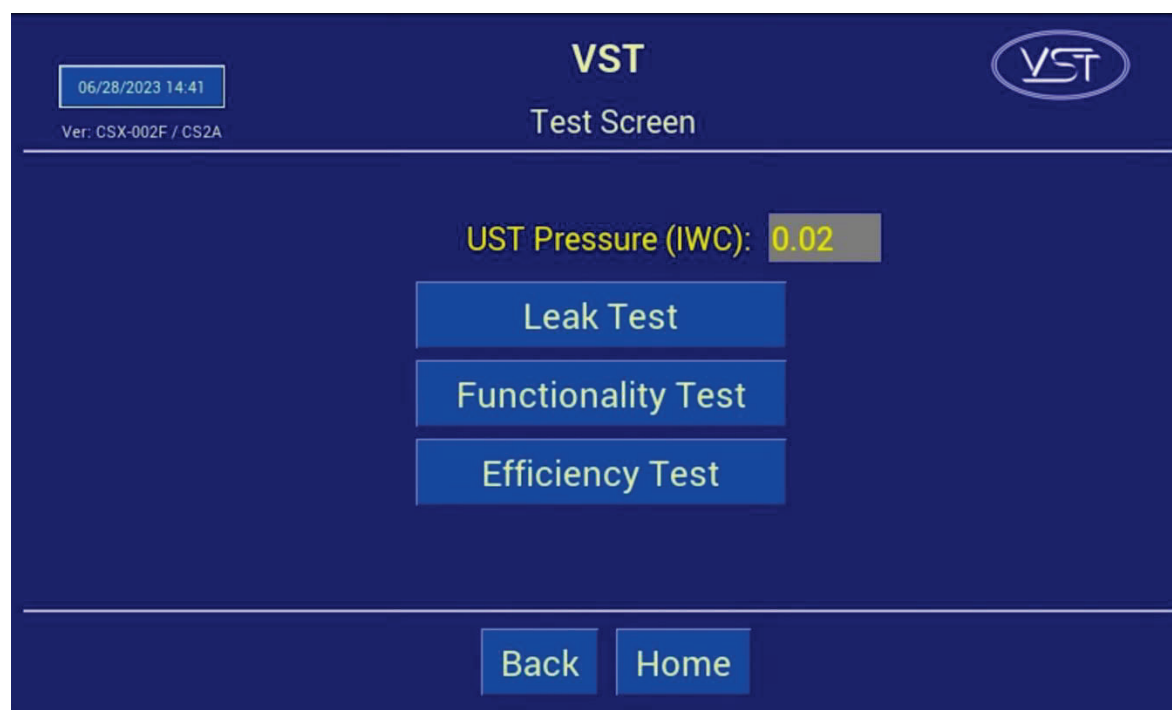 VST
VST
06/28/2023 14:41
Ver: CSX-002F / CS2A
Test Screen
UST Pressure (IWC): 0.02
Leak Test
Functionality Test
Efficiency Test
Back Home